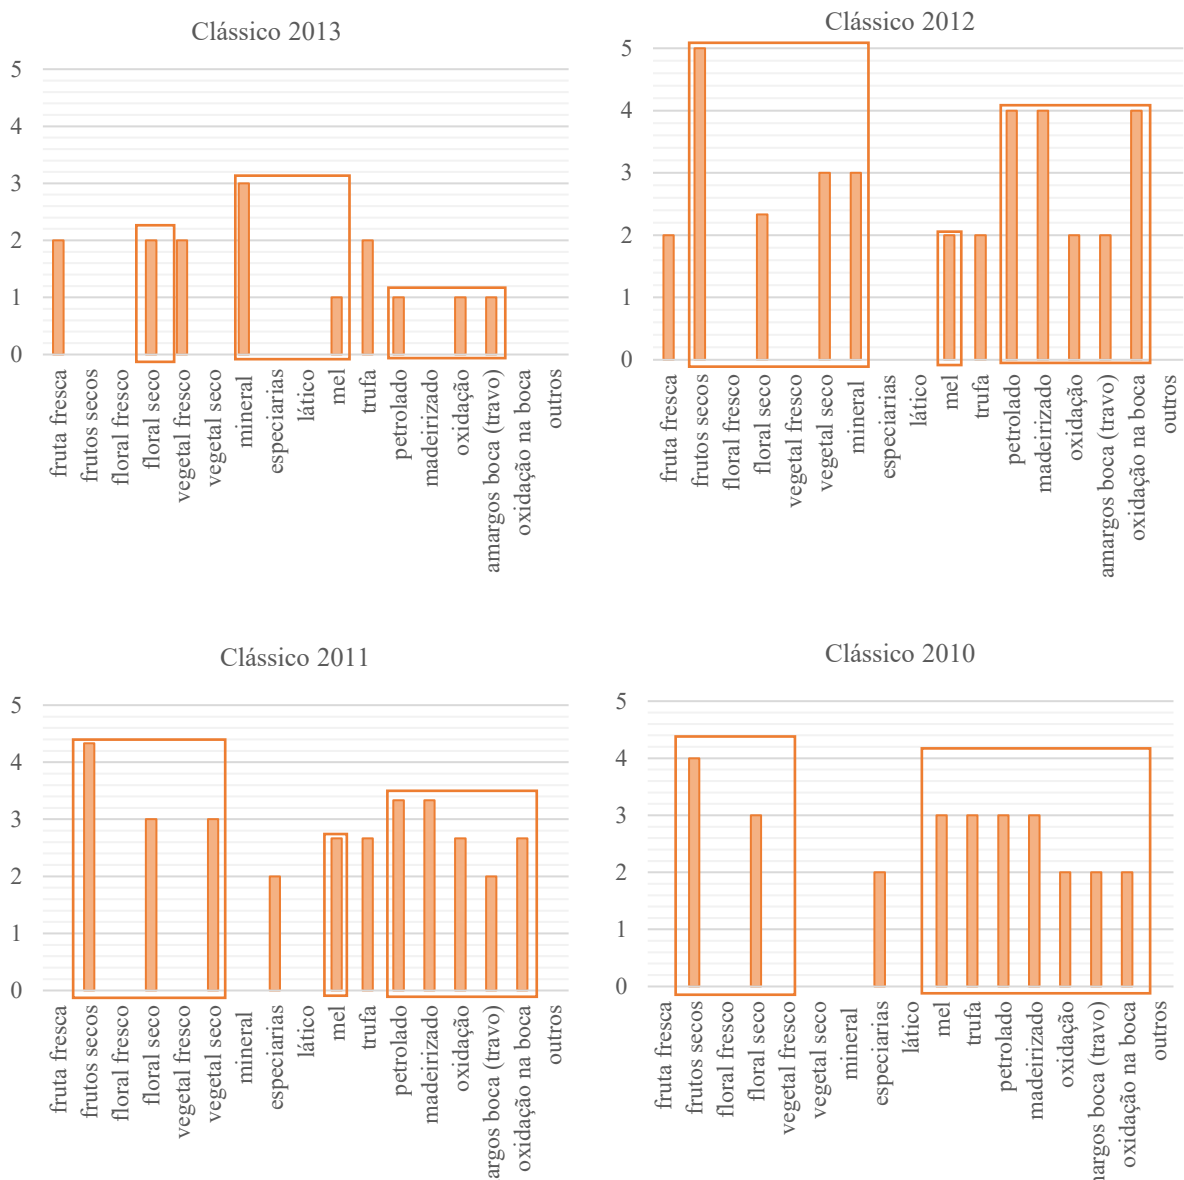 Clássico 2013
5
4
3
2
1
0
fruta fresca
frutos secos
floral fresco
floral seco
vegetal fresco
vegetal seco
mineral
especiarias
lático
mel
trufa
petrolado
madeirizado
oxidação
amargos boca (travo)
oxidação na boca
outros
Clássico 2012
5
4
3
2
1
0
fruta fresca
frutos secos
floral fresco
floral seco
vegetal fresco
vegetal seco
mineral
especiarias
lático
mel
trufa
petrolado
madeirizado
oxidação
amargos boca (travo)
oxidação na boca
outros
Clássico 2011
5
4
3
2
1
0
fruta fresca
frutos secos
floral fresco
floral seco
vegetal fresco
vegetal seco
mineral
especiarias
lático
mel
trufa
petrolado
madeirizado
oxidação
argos boca (travo)
oxidação na boca
outros
Clássico 2010
5
4
3
2
1
0
fruta fresca
frutos secos
floral fresco
floral seco
vegetal fresco
vegetal seco
mineral
especiarias
lático
mel
trufa
petrolado
madeirizado
oxidação
nargos boca (travo)
oxidação na boca
outros